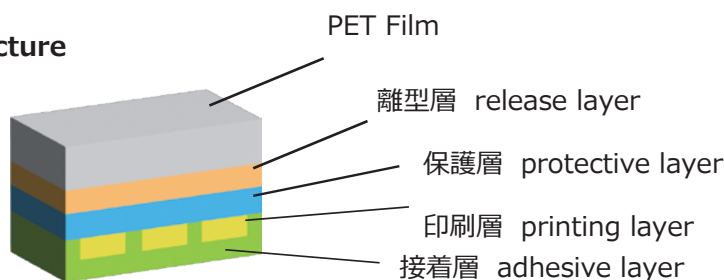 PET Film
cture
離型層 release layer
保護層 protective layer
印刷層 printing layer
接着層 adhesive layer